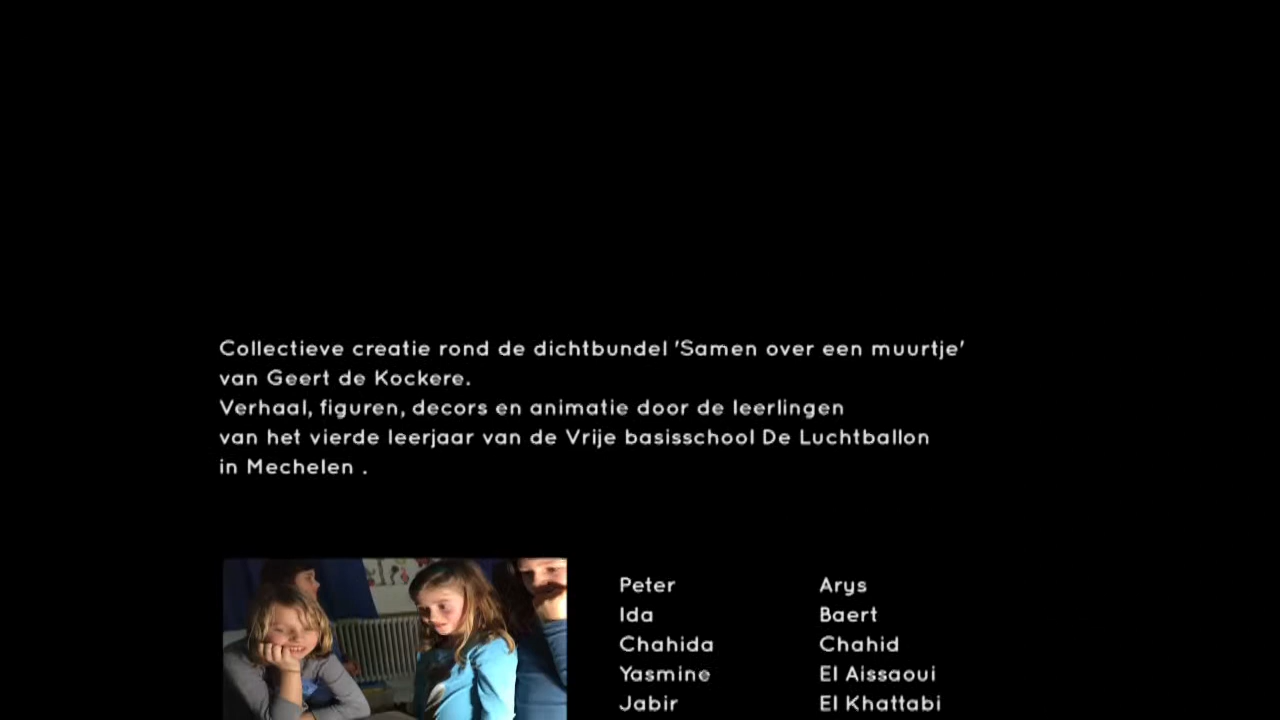 Collectieve creatie rond de dichtbundel 'Samen over een muurtje'
van Geert de Kockere.
Verhaal, figuren, decors en animatie door de leerlingen
van het vierde leerjaar van de Vrije basisschool De Luchtballon
in Mechelen .
Peter Arys
Ida Baert
Chahida Chahid
Yasmine El Aissaoui
Jabir El Khattabi